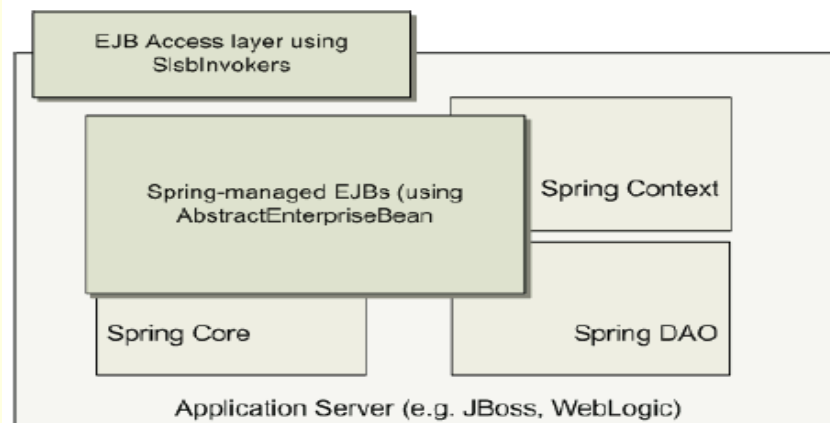 EJB Access layer using
SlsbInvokers
Spring-managed EJBs (using
AbstractEnterpriseBean
Spring Context
Spring Core
Spring DAO
Application Server (e.g. JBoss, WebLogic)